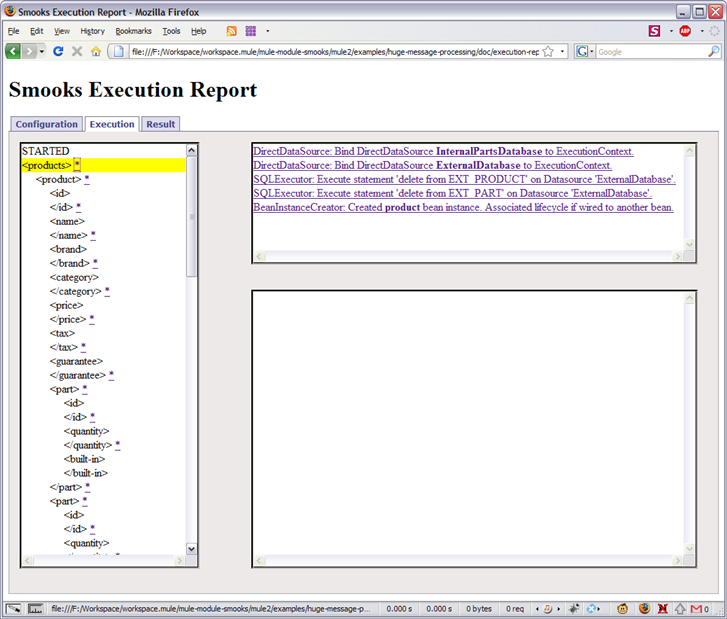 Smooks Execution Report - Mozilla Firefox
File Edit View History Bookmarks Tools Help
S ABP
file:///F:/Workspace/workspace.mule/mule-module-smooks/mule2/examples/huge-message-processing/doc/execution-rep
G Google
Smooks Execution Report
Configuration Execution Result
STARTED
<products> *
<product> *
<id>
</id> *
<name>
</name> *
<brand>
</brand> *
<category>
</category> *
<price>
</price> *
<tax>
</tax> *
<guarantee>
</guarantee> *
<part> *
<id>
</id> *
<quantity>
</quantity> *
<built-in>
</built-in>
</part> *
<part> *
<id>
</id> *
<quantity>
</quantity> *
DirectDataSource: Bind DirectDataSource InternalPartsDatabase to ExecutionContext.
DirectDataSource: Bind DirectDataSource ExternalDatabase to ExecutionContext.
SQLExecutor: Execute statement 'delete from EXT_PRODUCT' on Datasource 'ExternalDatabase'.
SQLExecutor: Execute statement 'delete from EXT_PART' on Datasource 'ExternalDatabase'.
BeanInstanceCreator: Created product bean instance. Associated lifecycle if wired to another bean.
file:///F:/Workspace/workspace.mule/mule-module-smooks/mule2/examples/huge-message-p... 0.000 s 0.000 s 0 bytes 0 req 0